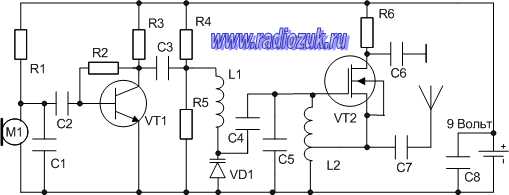 R3
R4
R6
www.radiozuk.ru
R1
R2
C3
L1
C6
M1
C2
VT1
R5
C4
VT2
9 Вольт
C1
VD1
C5
L2
C7
C8
+
-